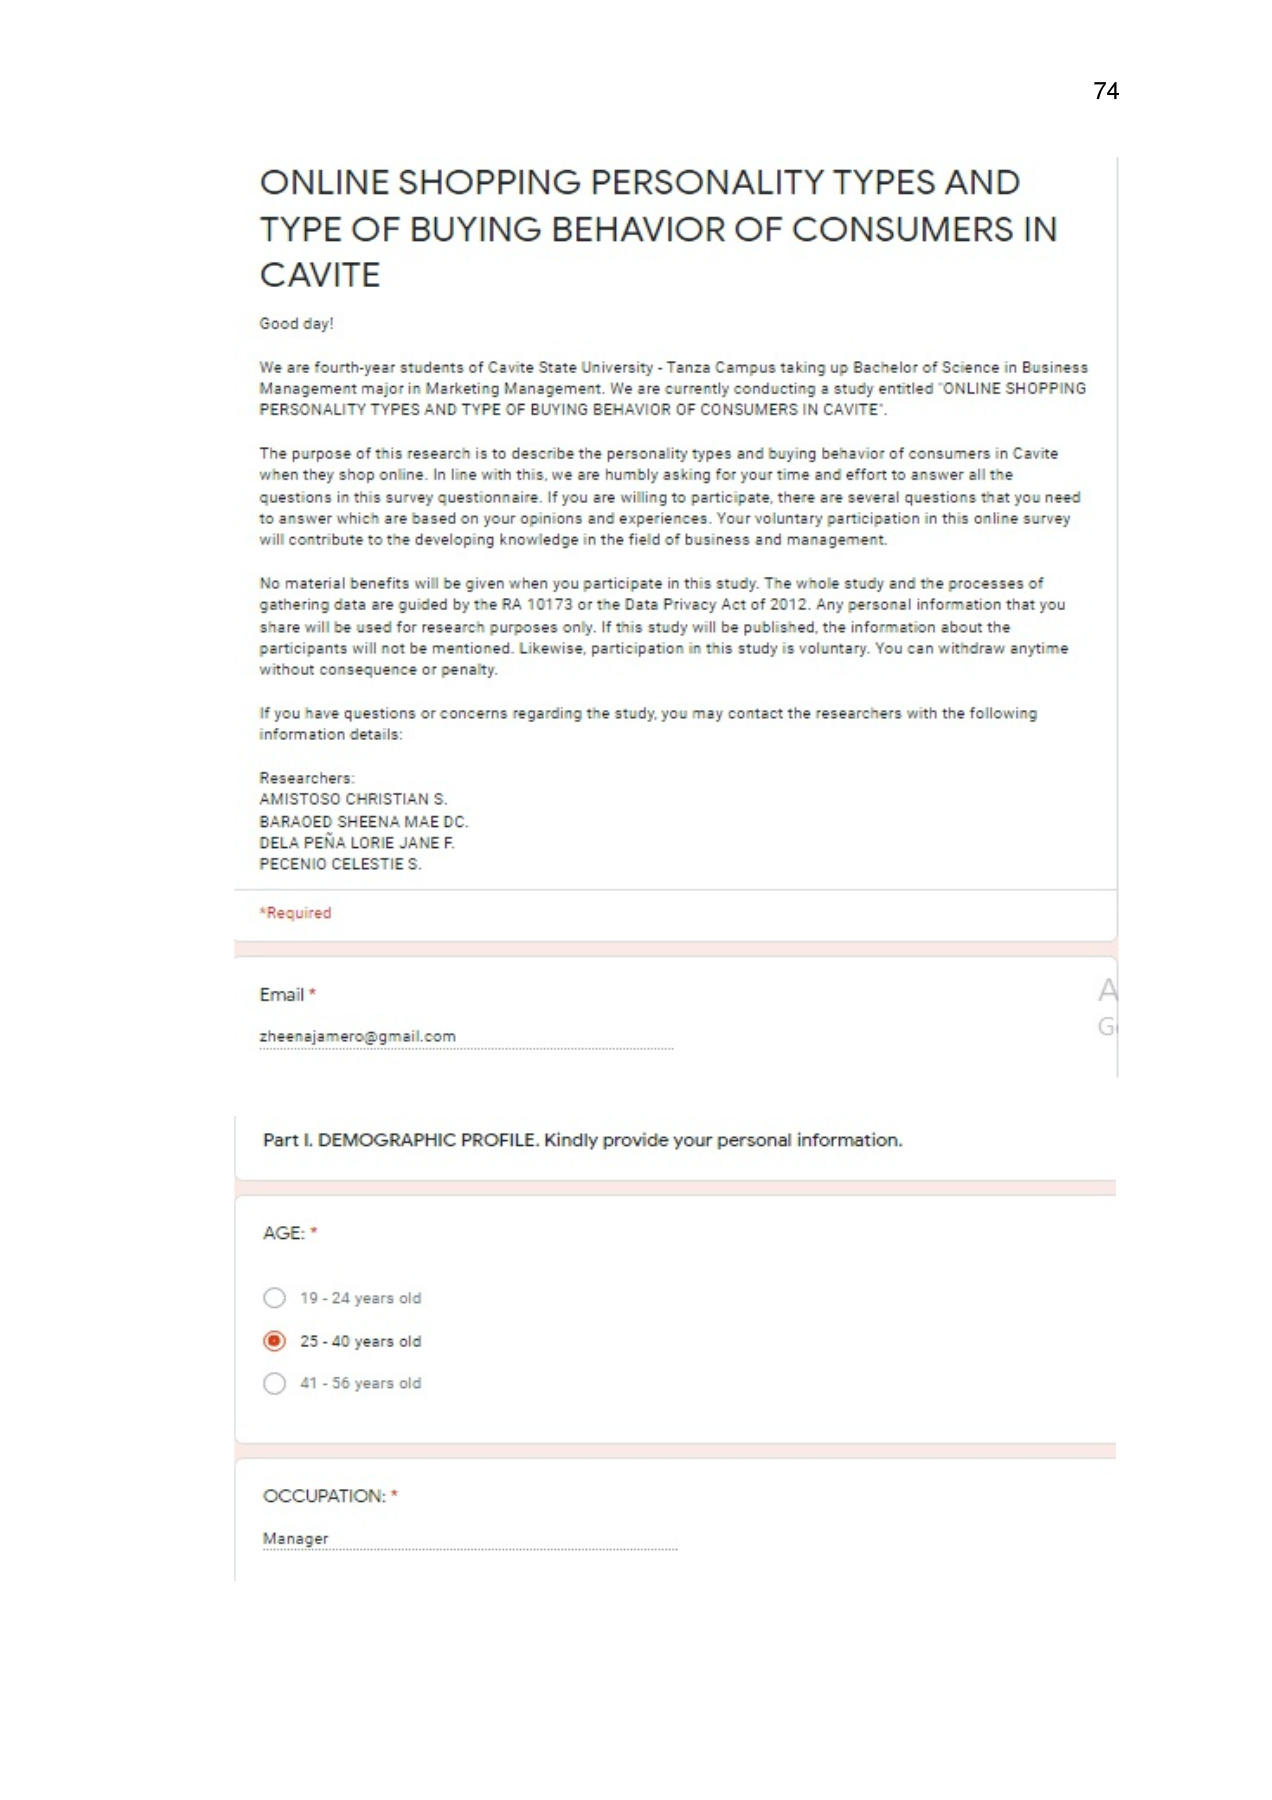 74
ONLINE SHOPPING PERSONALITY TYPES AND
TYPE OF BUYING BEHAVIOR OF CONSUMERS IN
CAVITE
Good day!
We are fourth-year students of Cavite State University - Tanza Campus taking up Bachelor of Science in Business
Management major in Marketing Management. We are currently conducting a study entitled "ONLINE SHOPPING
PERSONALITY TYPES AND TYPE OF BUYING BEHAVIOR OF CONSUMERS IN CAVITE".
The purpose of this research is to describe the personality types and buying behavior of consumers in Cavite
when they shop online. In line with this, we are humbly asking for your time and effort to answer all the
questions in this survey questionnaire. If you are willing to participate, there are several questions that you need
to answer which are based on your opinions and experiences. Your voluntary participation in this online survey
will contribute to the developing knowledge in the field of business and management.
No material benefits will be given when you participate in this study. The whole study and the processes of
gathering data are guided by the RA 10173 or the Data Privacy Act of 2012. Any personal information that you
share will be used for research purposes only. If this study will be published, the information about the
participants will not be mentioned. Likewise, participation in this study is voluntary. You can withdraw anytime
without consequence or penalty.
If you have questions or concerns regarding the study, you may contact the researchers with the following
information details:
Researchers:
AMISTOSO CHRISTIAN S.
BARAOED SHEENA MAE DC.
DELA PEÑA LORIE JANE F.
PECENIO CELESTIE S.
*Required
Email *
A
G
zheenajamero@gmail.com
Part I. DEMOGRAPHIC PROFILE. Kindly provide your personal information.
AGE: *
19 - 24 years old
25 - 40 years old
41 - 56 years old
OCCUPATION: *
Manager